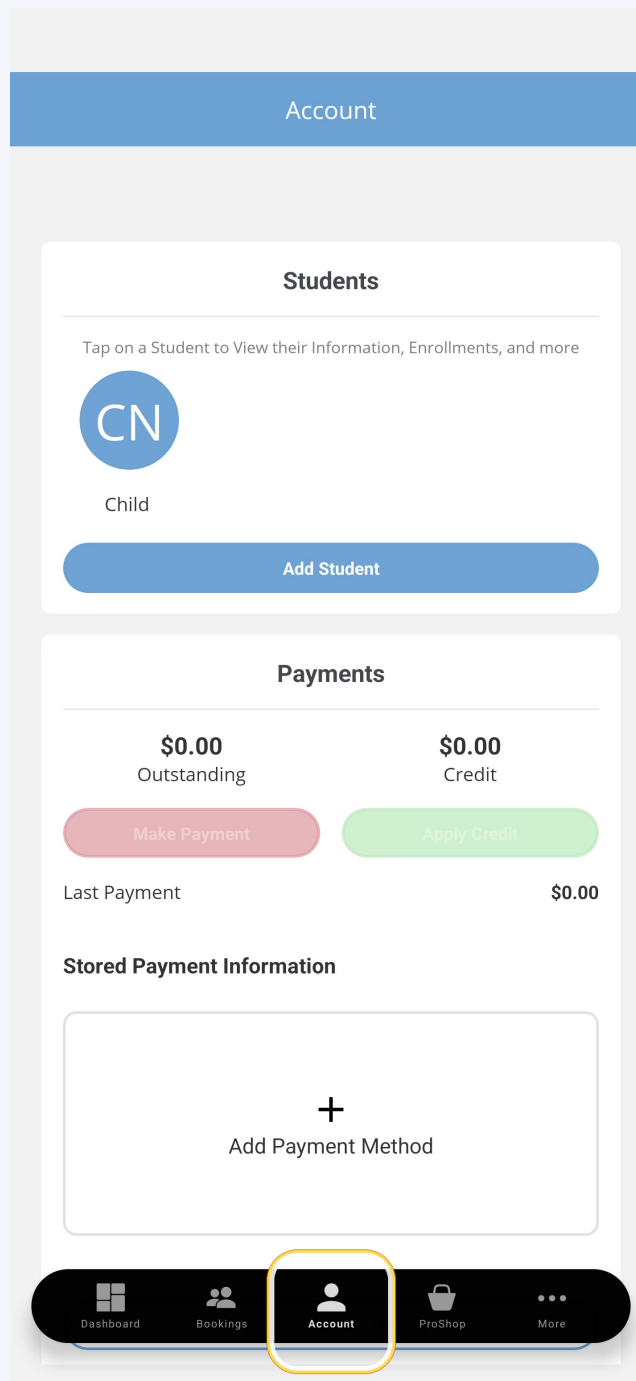 Account
Students
Tap on a Student to View their Information, Enrollments, and more
CN
Child
Add Student
Payments
$0.00 $0.00
Outstanding Credit
Make Payment Apply Credit
Last Payment $0.00
Stored Payment Information
+
Add Payment Method
Dashboard Bookings Account ProShop More